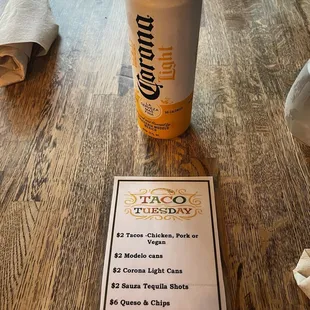 Corona
Light
TACO
TUESDAY
$2 Tacos -Chicken, Pork or
Vegan
$2 Modelo cans
$2 Corona Light Cans
$2 Sauza Tequila Shots
$6 Queso & Chips